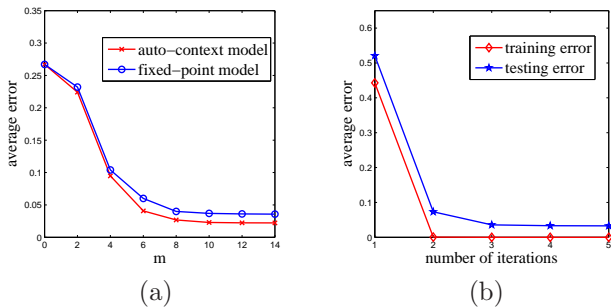 0.35
0.3
0.25
0.2
0.15
0.1
0.05
0
average error
auto-context model
fixed-point model
0 2 4 6 8 10 12 14
m
(a)
0.6
0.5
0.4
0.3
0.2
0.1
0
average error
training error
testing error
1 2 3 4 5
number of iterations
(b)